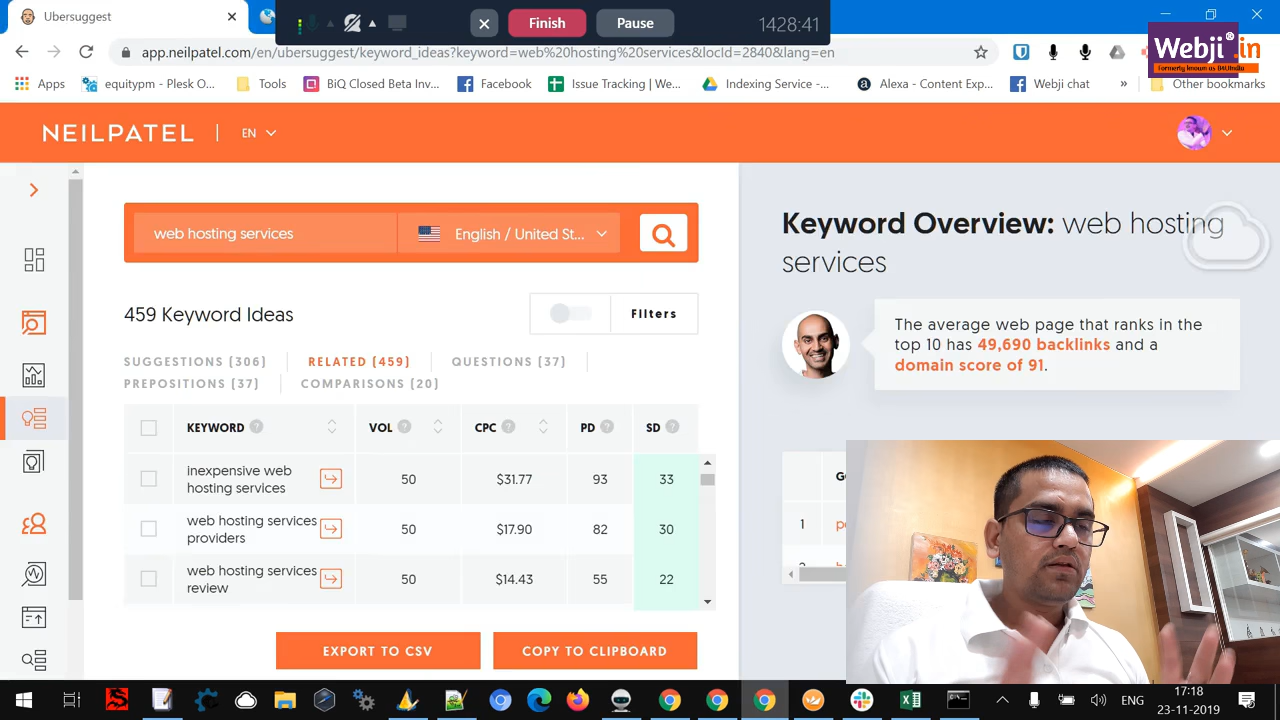 Ubersuggest
Finish
Pause
1428:41
app.neilpatel.com/en/ubersuggest/keyword_ideas?keyword=web%20hosting%20services&locId=2840&lang=en
Webji®.in
Formerly known as B4UIndia
Apps
equitypm - Plesk O...
Tools
BiQ Closed Beta Inv...
Facebook
Issue Tracking | We...
Indexing Service -...
Alexa - Content Exp...
Webji chat
»
Other bookmarks
NEILPATEL
EN
web hosting services
English / United St...
459 Keyword Ideas
Filters
SUGGESTIONS (306)
RELATED (459)
QUESTIONS (37)
PREPOSITIONS (37)
COMPARISONS (20)
KEYWORD ?
VOL ?
CPC ?
PD ?
SD ?
inexpensive web
hosting services
50
$31.77
93
33
web hosting services
providers
50
$17.90
82
30
web hosting services
review
50
$14.43
55
22
EXPORT TO CSV
COPY TO CLIPBOARD
Keyword Overview: web hosting
services
The average web page that ranks in the
top 10 has 49,690 backlinks and a
domain score of 91.
1
ENG
17:18
23-11-2019